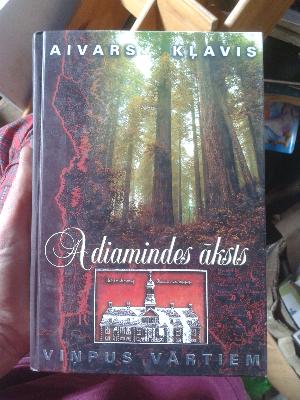 AIVARS KĻAVIS
Adiamindes āksts
VIŅPUS VĀRTIEM